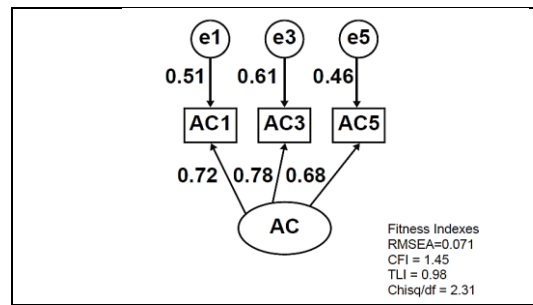 e1 e3 e5
0.51 0.61 0.46
AC1 AC3 AC5
0.72 0.78 0.68
AC
Fitness Indexes
RMSEA=0.071
CFI = 1.45
TLI = 0.98
Chisq/df = 2.31